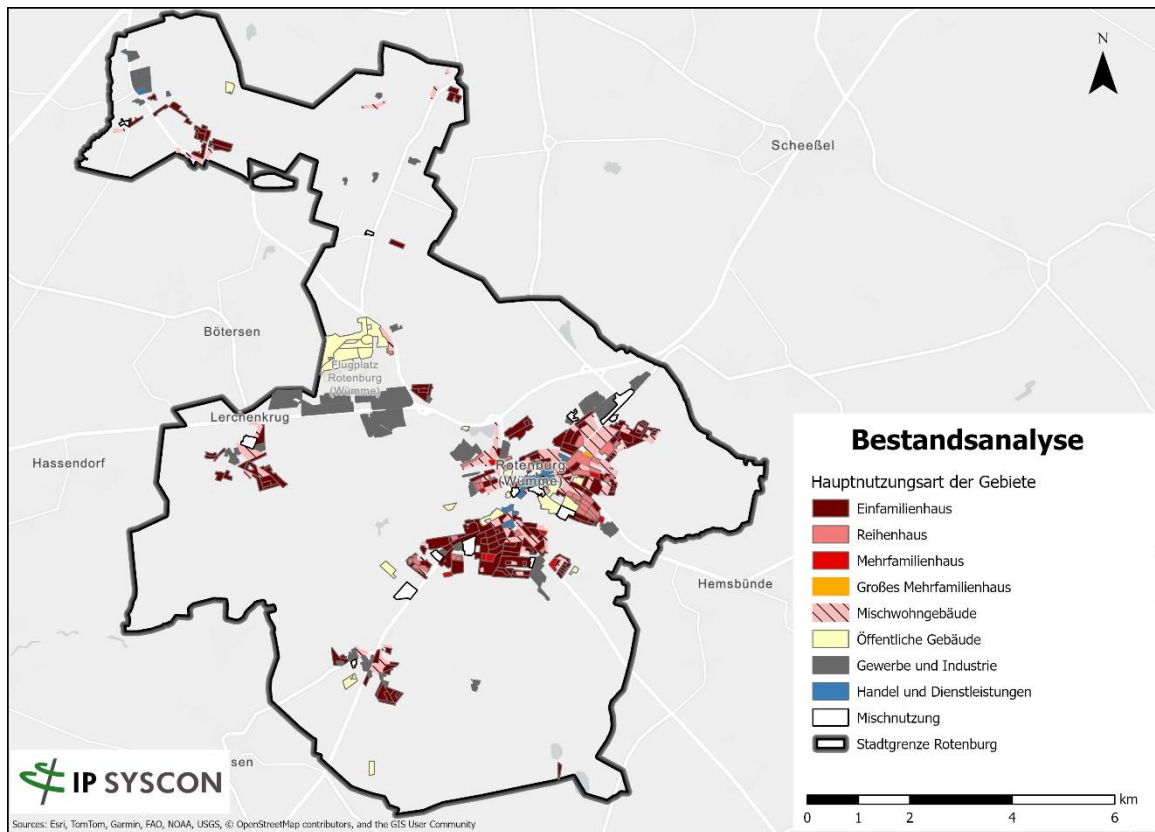 N
Scheeßel
Bötersen
Flugplatz
Rotenburg
(Wümme)
Lerchenkrug
Hassendorf
Rotenburg
(Wümme)
Hemsbünde
sen
Bestandsanalyse
Hauptnutzungsart der Gebiete
Einfamilienhaus
Reihenhaus
Mehrfamilienhaus
Großes Mehrfamilienhaus
Mischwohngebäude
Öffentliche Gebäude
Gewerbe und Industrie
Handel und Dienstleistungen
Mischnutzung
Stadtgrenze Rotenburg
km
0 1 2 4 6
IP SYSCON
Sources: Esri, TomTom, Garmin, FAO, NOAA, USGS, © OpenStreetMap contributors, and the GIS User Community